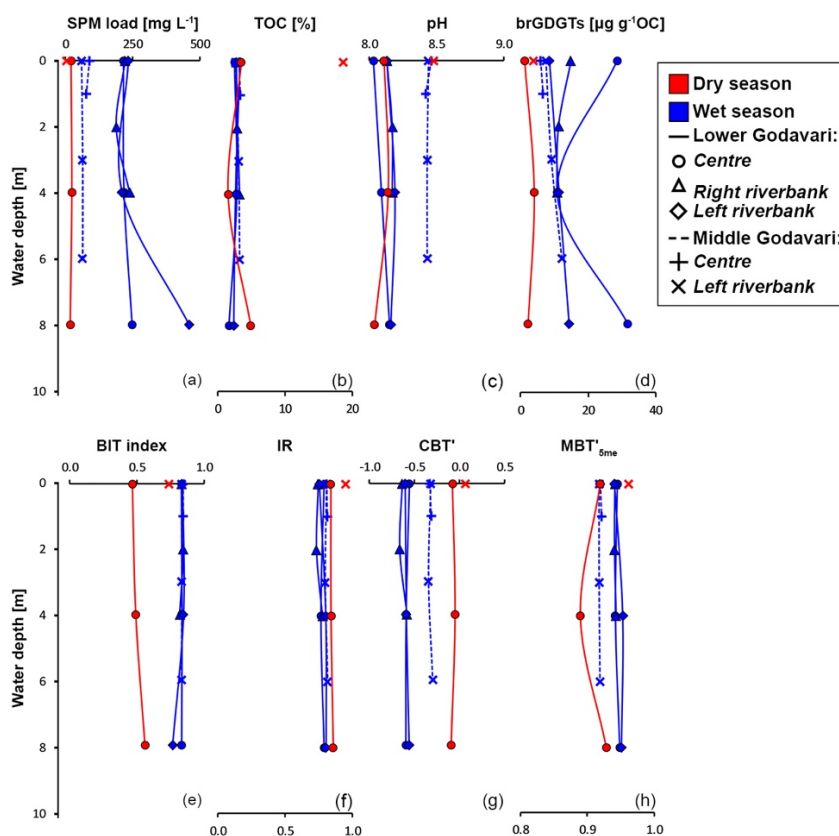 SPM load [mg L⁻¹] TOC [%] pH brGDGTs [µg g⁻¹OC]
0 250 500 8.0 8.5 9.0
0
2
4
6
8
10
Water depth [m]
(a) (b) (c) (d)
0 10 20 0 20 40
Dry season
Wet season
Lower Godavari:
Centre
Right riverbank
Left riverbank
Middle Godavari:
Centre
Left riverbank
BIT index IR CBT' MBT'5me
0.0 0.5 1.0 -1.0 -0.5 0.0 0.5
0
2
4
6
8
10
Water depth [m]
(e) (f) (g) (h)
0.0 0.5 1.0 0.8 0.9 1.0